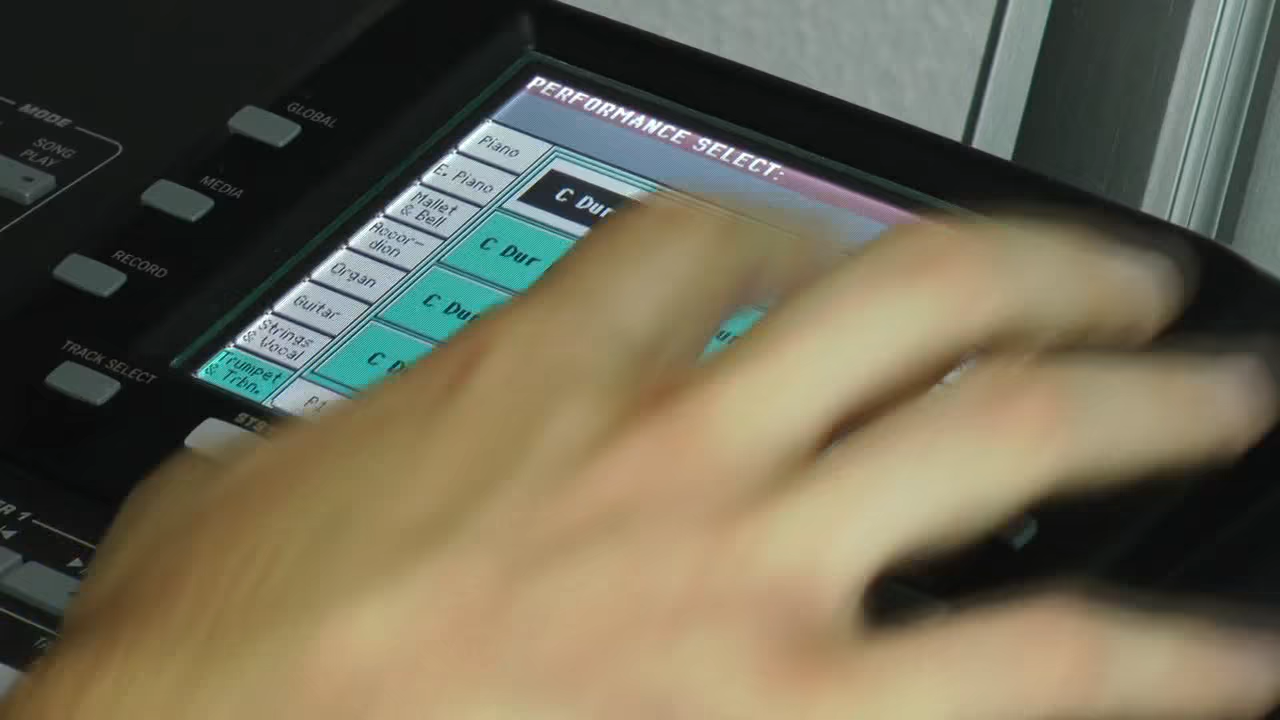 MODE
SONG
PLAY
GLOBAL
MEDIA
RECORD
TRACK SELECT
PERFORMANCE SELECT:
Piano
E. Piano
Mallet
& Bell
Accor-
dion
Organ
Guitar
Strings
& Vocal
Trumpet
& Trbn.
C Dur
C Dur
C Dur
C D
P1